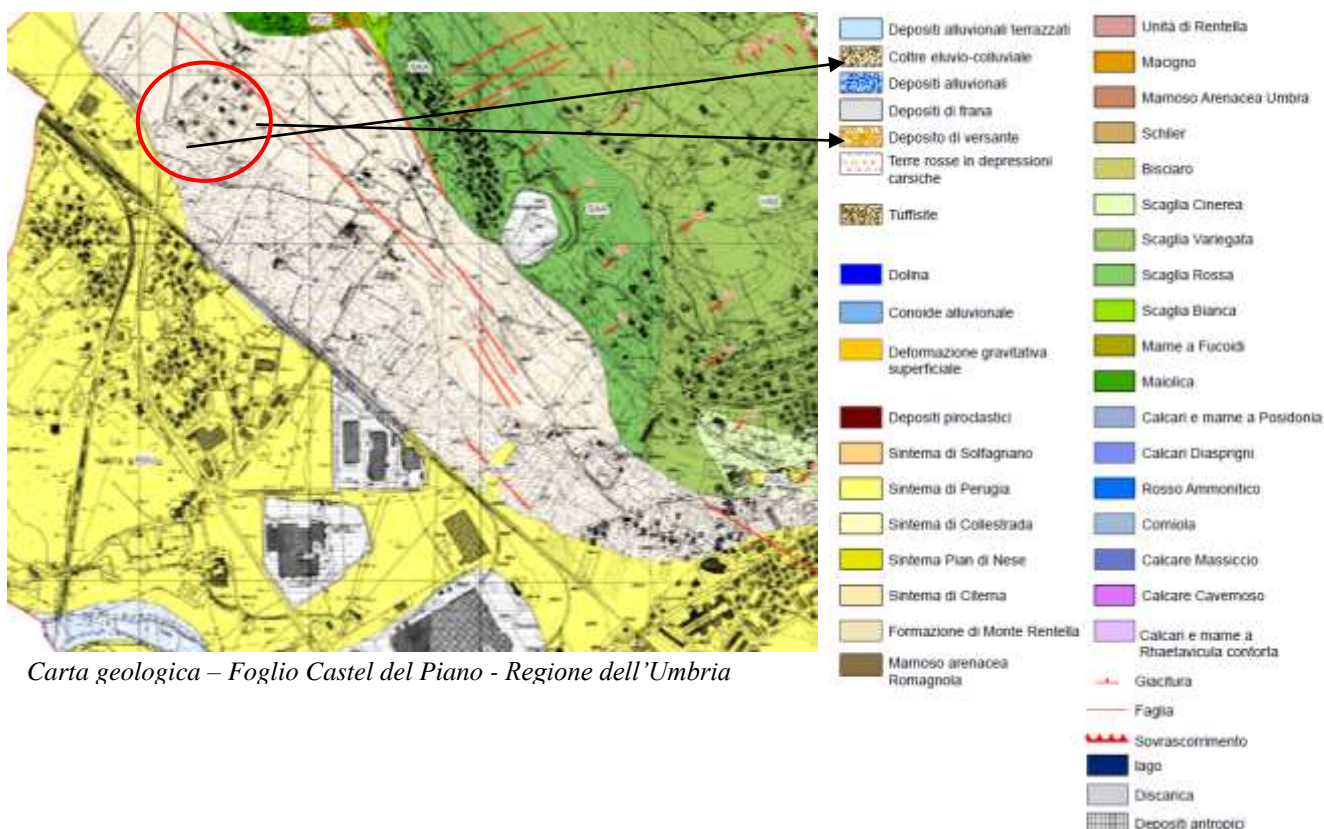 Carta geologica – Foglio Castel del Piano - Regione dell'Umbria
Depositi alluvionali terrazzati
Coltre eluvio-colluviale
Depositi alluvionali
Depositi di frana
Deposito di versante
Terre rosse in depressioni
carsiche
Tuffisite
Dolina
Conoide alluvionale
Deformazione gravitativa
superficiale
Depositi piroclastici
Sintema di Solfagnano
Sintema di Perugia
Sintema di Collestrada
Sintema Pian di Nese
Sintema di Citerna
Formazione di Monte Rentella
Marnoso arenacea
Romagnola
Unità di Rentella
Macigno
Marnoso Arenacea Umbra
Schlier
Bisciaro
Scaglia Cinerea
Scaglia Variegata
Scaglia Rossa
Scaglia Bianca
Marne a Fucoidi
Maiolica
Calcari e marne a Posidonia
Calcari Diasprigni
Rosso Ammonitico
Corniola
Calcare Massiccio
Calcare Cavernoso
Calcari e marne a
Rhaetavicula contorta
Giacitura
Faglia
Sovrascorrimento
lago
Discarica
Depositi antropici